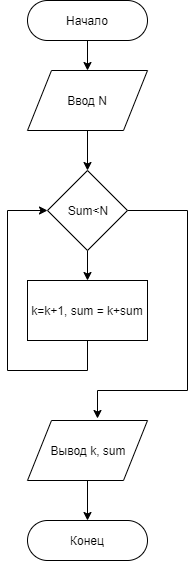 Начало
Ввод N
Sum<N
k=k+1, sum = k+sum
Вывод k, sum
Конец